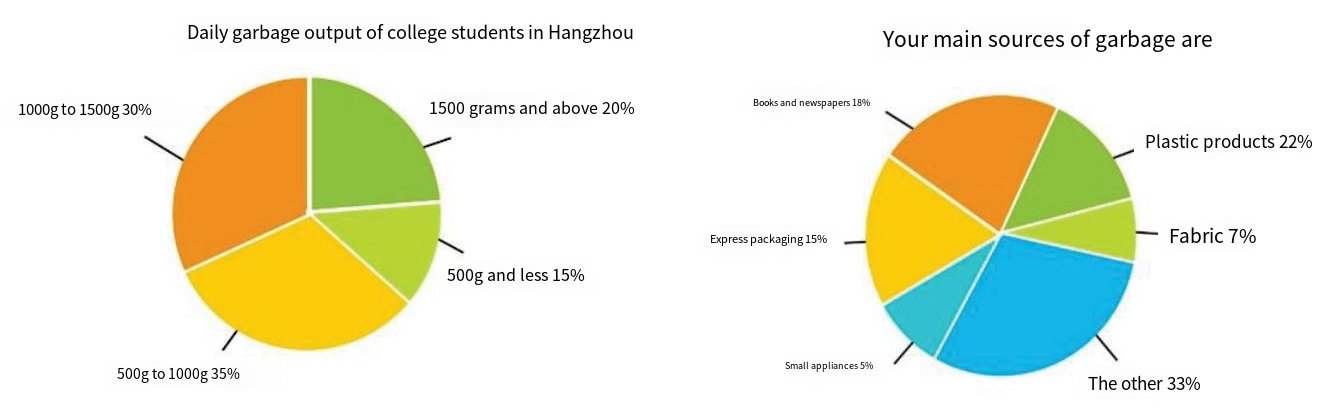 Daily garbage output of college students in Hangzhou
1000g to 1500g 30%
1500 grams and above 20%
500g and less 15%
500g to 1000g 35%
Your main sources of garbage are
Books and newspapers 18%
Plastic products 22%
Express packaging 15%
Fabric 7%
Small appliances 5%
The other 33%